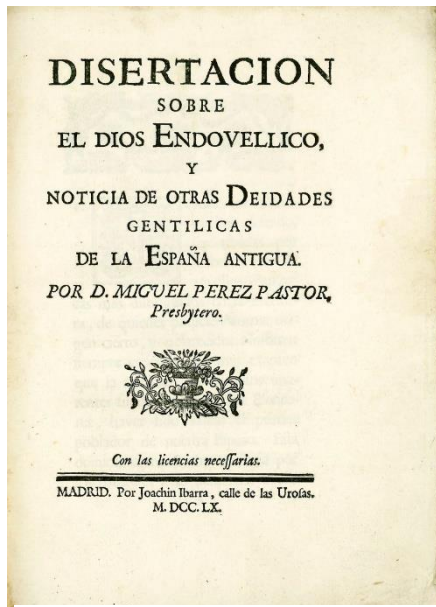 DISERTACION
SOBRE
EL DIOS ENDOVELLICO,
Y
NOTICIA DE OTRAS DEIDADES
GENTILICAS
DE LA ESPAÑA ANTIGUA.
POR D. MIGUEL PEREZ PASTOR,
Presbytero.
Con las licencias neceſſarias.
MADRID. Por Joachin Ibarra, calle de las Uroſas.
M. DCC. LX.